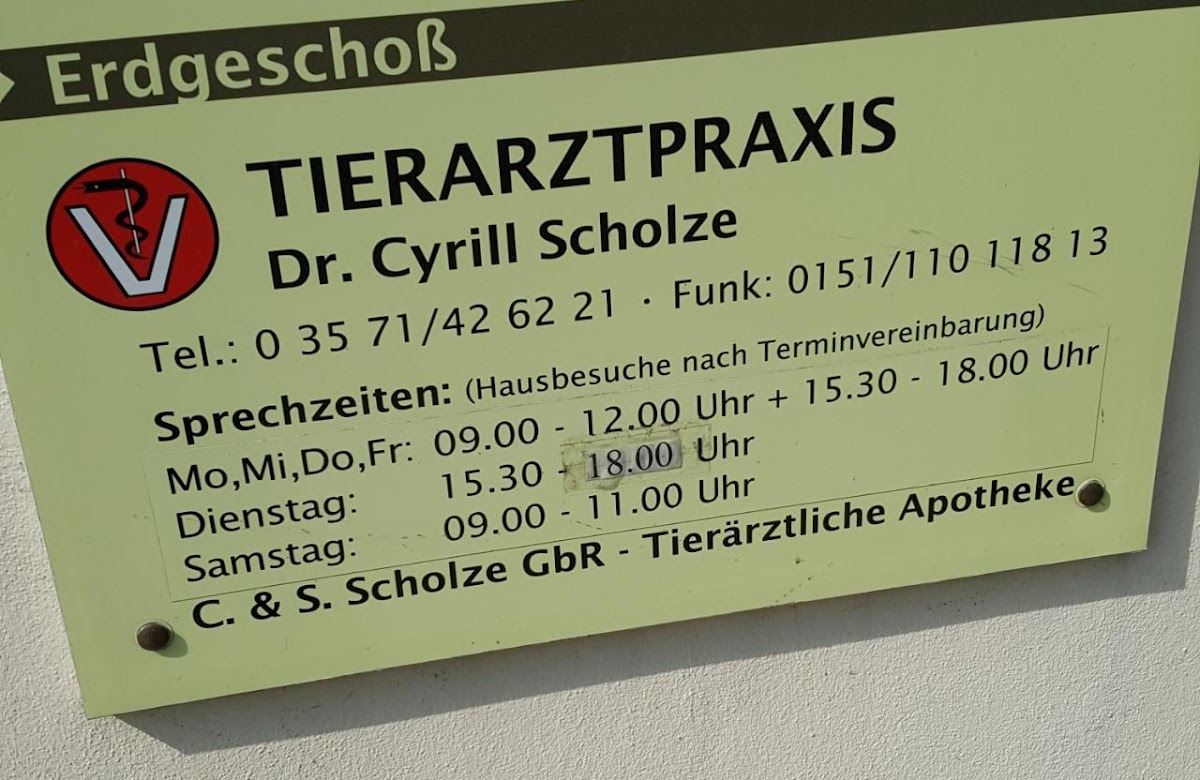 Erdgeschoß
V
TIERARZTPRAXIS
Dr. Cyrill Scholze
Tel.: 0 35 71/42 62 21 · Funk: 0151/110 118 13
Sprechzeiten: (Hausbesuche nach Terminvereinbarung)
Mo,Mi,Do,Fr: 09.00 - 12.00 Uhr + 15.30 - 18.00 Uhr
Dienstag: 15.30 - 18.00 Uhr
Samstag: 09.00 - 11.00 Uhr
C. & S. Scholze GbR - Tierärztliche Apotheke